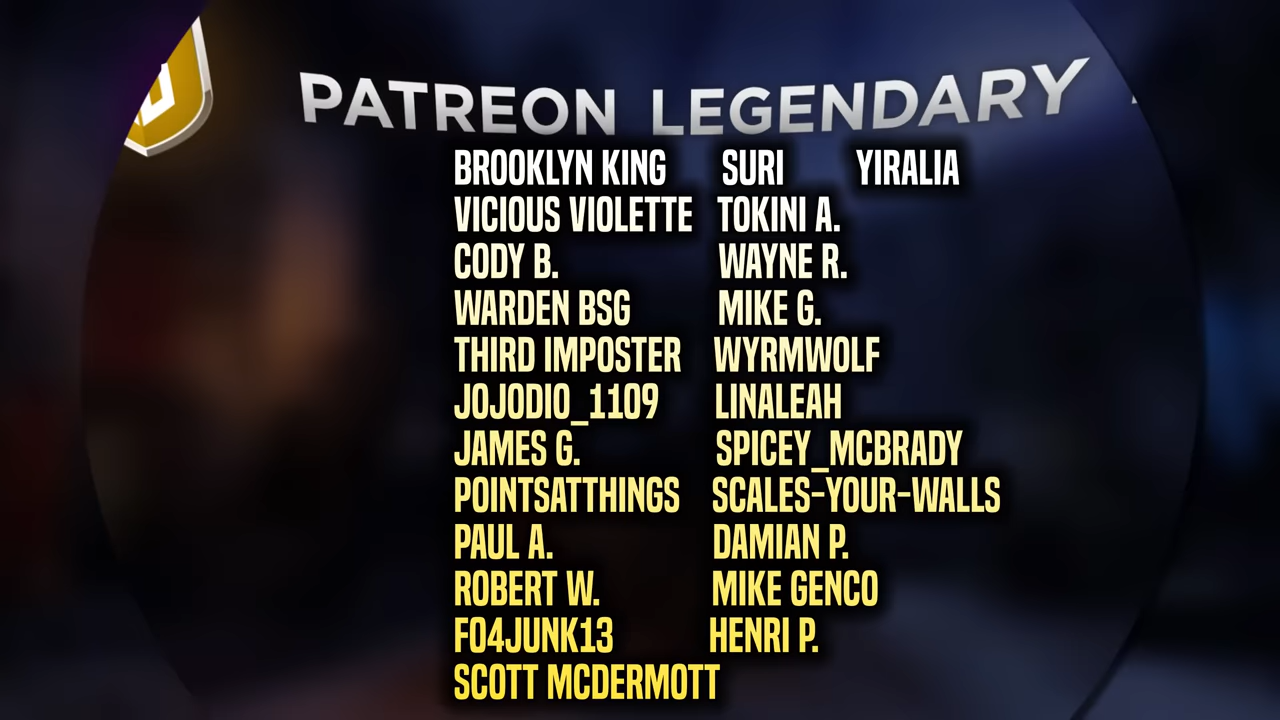 PATREON LEGENDARY
BROOKLYN KING SURI YIRALIA
VICIOUS VIOLETTE TOKINI A.
CODY B. WAYNE R.
WARDEN BSG MIKE G.
THIRD IMPOSTER WYRMWOLF
JOJODIO_1109 LINALEAH
JAMES G. SPICEY_MCBRADY
POINTSATTHINGS SCALES-YOUR-WALLS
PAUL A. DAMIAN P.
ROBERT W. MIKE GENCO
FO4JUNK13 HENRI P.
SCOTT MCDERMOTT